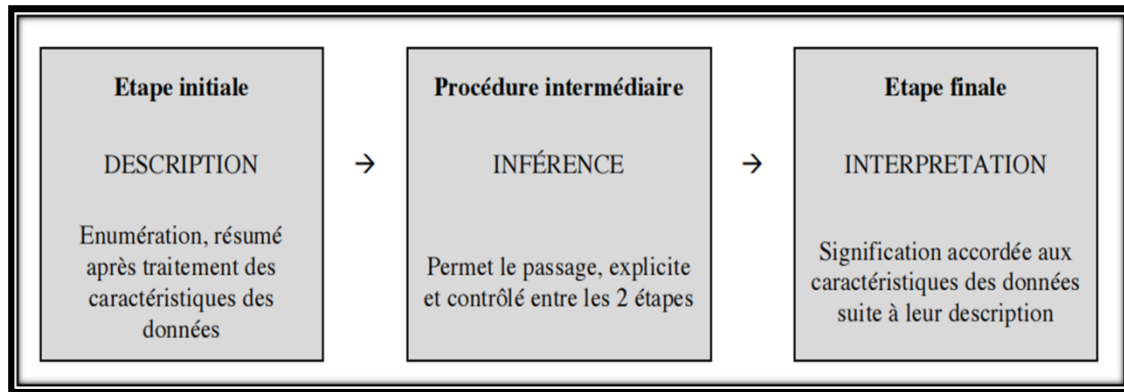 Etape initiale
DESCRIPTION
Enumération, résumé
après traitement des
caractéristiques des
données
→
Procédure intermédiaire
INFÉRENCE
Permet le passage, explicite
et contrôlé entre les 2 étapes
→
Etape finale
INTERPRETATION
Signification accordée aux
caractéristiques des données
suite à leur description